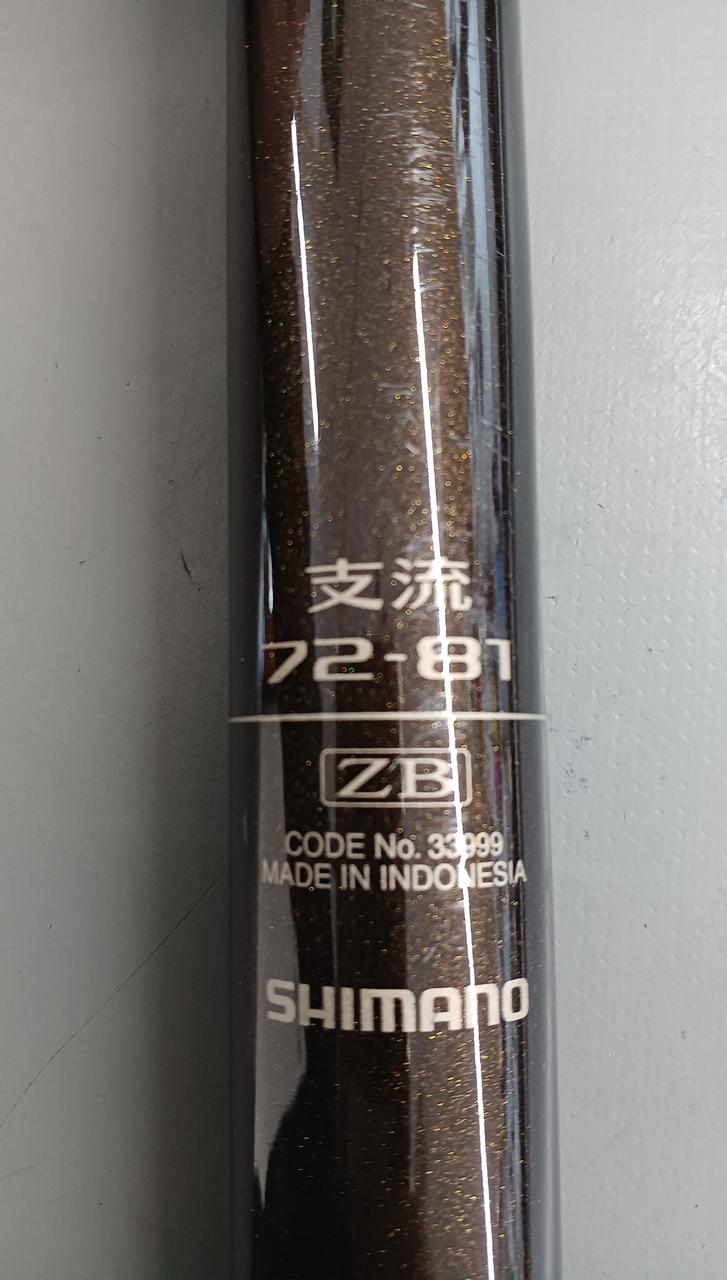 支流
72-81
ZB
CODE No. 33999
MADE IN INDONESIA
SHIMANO